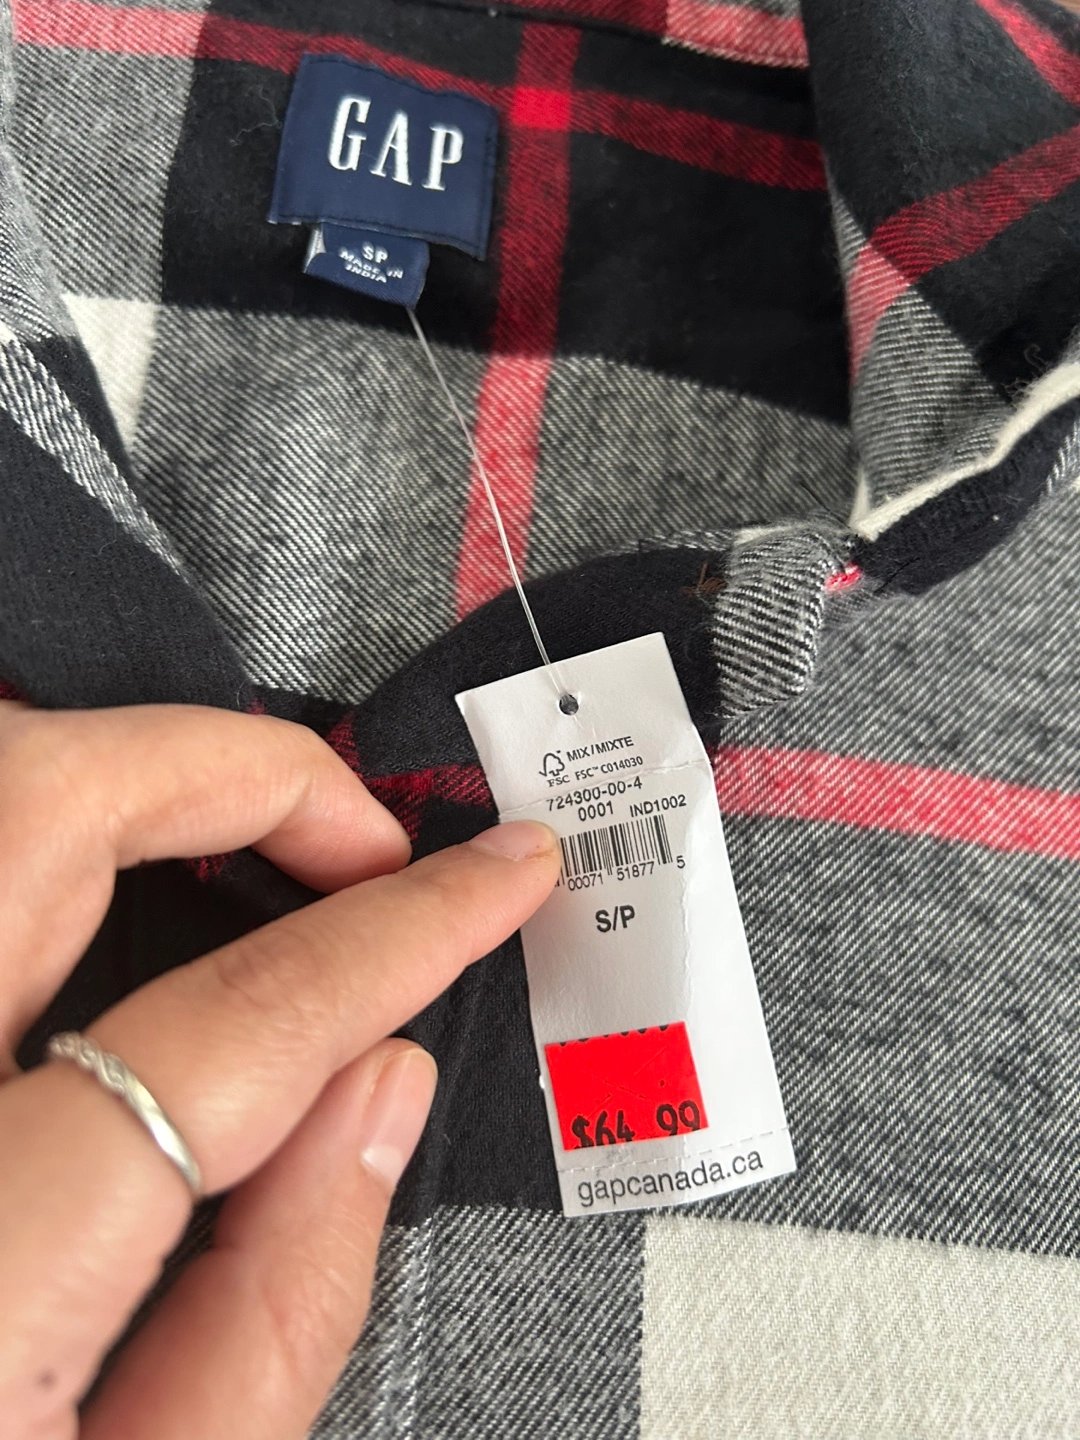 GAP
SP
MADE IN
INDIA
MIX/MIXTE
FSC FSC™ C014030
724300-00-4
0001 IND1002
00071 51877 5
S/P
$64.99
gapcanada.ca